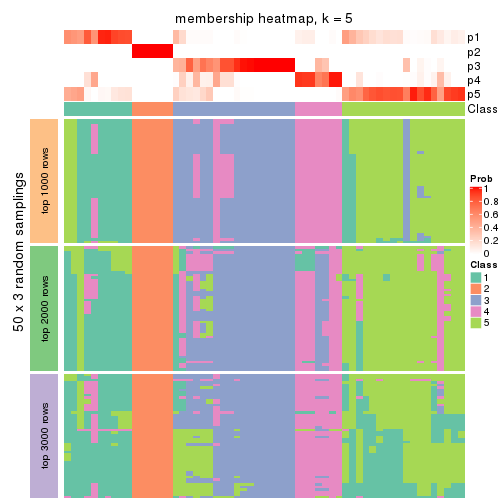 membership heatmap, k = 5
p1
p2
p3
p4
p5
Class
50 x 3 random samplings
top 1000 rows
top 2000 rows
top 3000 rows
Prob
1
0.8
0.6
0.4
0.2
0
Class
1
2
3
4
5